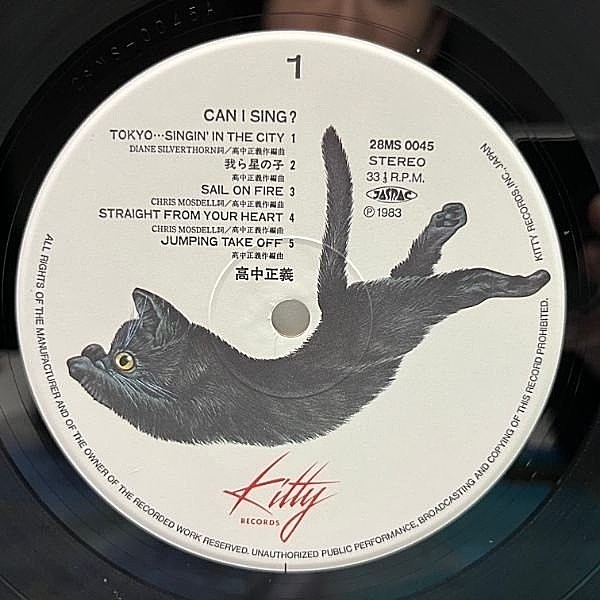 28MS-0045A
1
CAN I SING?
TOKYO…SINGIN' IN THE CITY 1
DIANE SILVERTHORN詞／高中正義作編曲
我ら星の子 2
高中正義作編曲
SAIL ON FIRE 3
CHRIS MOSDELL詞／高中正義作編曲
STRAIGHT FROM YOUR HEART 4
CHRIS MOSDELL詞／高中正義作編曲
JUMPING TAKE OFF 5
高中正義作編曲
高中正義
28MS 0045
STEREO
33 1/3 R.P.M.
JASRAC
Ⓟ 1983
Kitty
RECORDS
KITTY RECORDS INC., JAPAN
ALL RIGHTS OF THE MANUFACTURER AND OF THE OWNER OF THE RECORDED WORK RESERVED. UNAUTHORIZED PUBLIC PERFORMANCE, BROADCASTING AND COPYING OF THIS RECORD PROHIBITED.